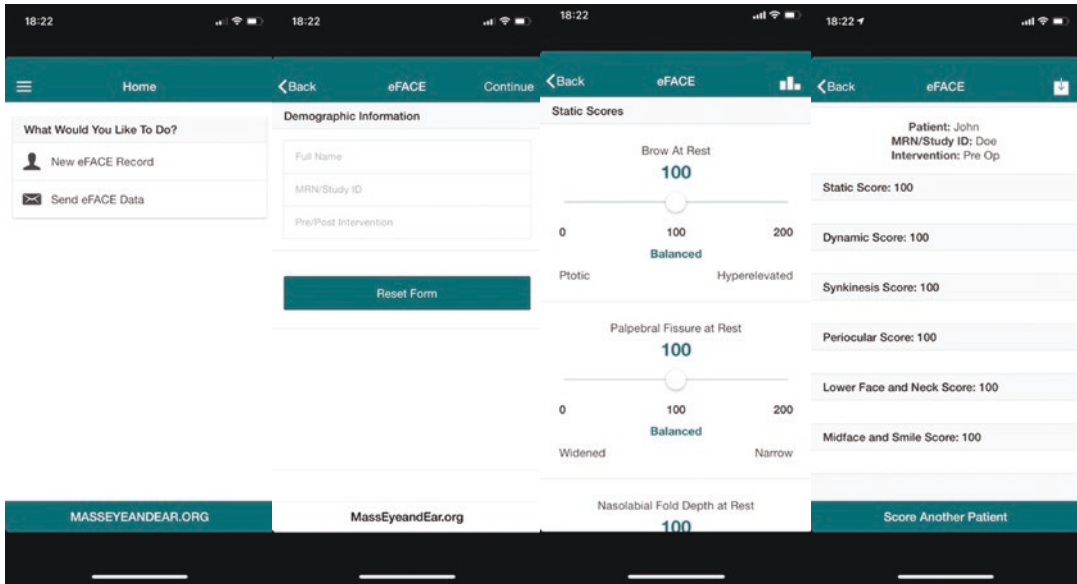 18:22
Home
What Would You Like To Do?
New eFACE Record
Send eFACE Data
MASSEYEANDEAR.ORG
18:22
Back
eFACE
Continue
Demographic Information
Full Name
MRN/Study ID
Pre/Post Intervention
Reset Form
MassEyeandEar.org
18:22
Back
eFACE
Static Scores
Brow At Rest
100
0 100 200
Balanced
Ptotic Hyperelevated
Palpebral Fissure at Rest
100
0 100 200
Balanced
Widened Narrow
Nasolabial Fold Depth at Rest
100
18:22
Back
eFACE
Patient: John
MRN/Study ID: Doe
Intervention: Pre Op
Static Score: 100
Dynamic Score: 100
Synkinesis Score: 100
Periocular Score: 100
Lower Face and Neck Score: 100
Midface and Smile Score: 100
Score Another Patient